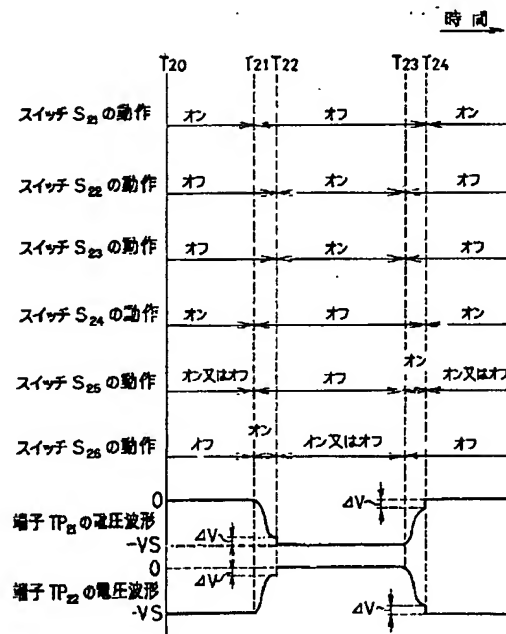 時間
T20 T21 T22 T23 T24
スイッチ S21 の動作 オン オフ オン
スイッチ S22 の動作 オフ オン オフ
スイッチ S23 の動作 オフ オン オフ
スイッチ S24 の動作 オン オフ オン
オン
スイッチ S25 の動作 オン又はオフ オフ オン又はオフ
オン
スイッチ S26 の動作 オフ オン又はオフ オフ
0
ΔV
端子 TP21 の電圧波形
ΔV
-VS
0
ΔV
端子 TP22 の電圧波形
ΔV
-VS